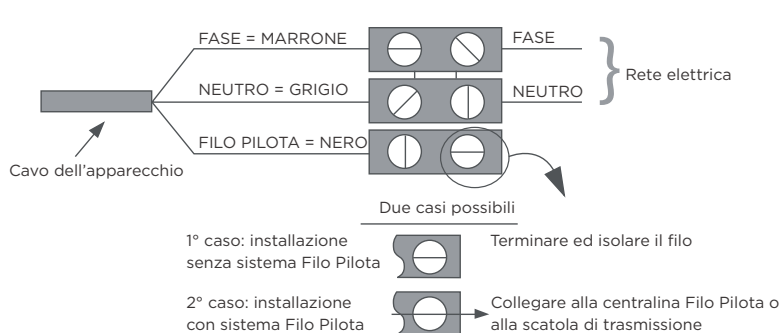 FASE = MARRONE
FASE
NEUTRO = GRIGIO
NEUTRO
Rete elettrica
FILO PILOTA = NERO
Cavo dell'apparecchio
Due casi possibili
1° caso: installazione
senza sistema Filo Pilota
Terminare ed isolare il filo
2° caso: installazione
con sistema Filo Pilota
Collegare alla centralina Filo Pilota o
alla scatola di trasmissione